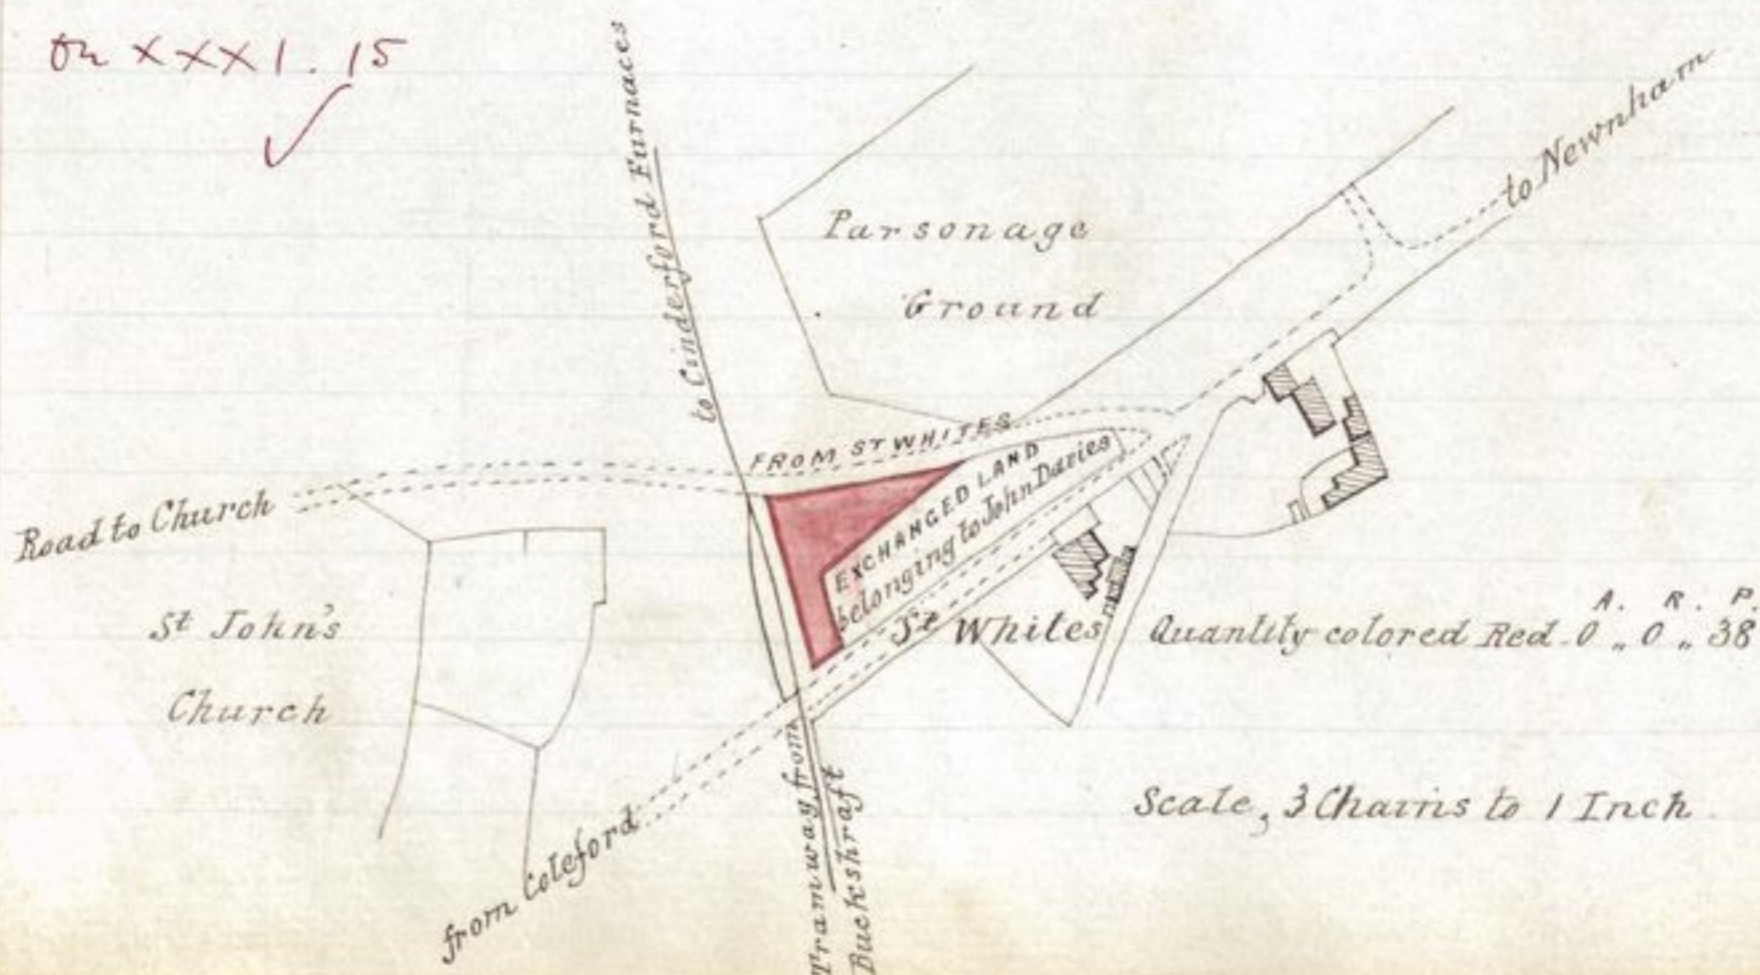 on XXXI. 15
to Cinderford Furnaces
Parsonage
Ground
to Newnham
FROM ST WHITES
EXCHANGED LAND
belonging to John Davies
Road to Church
St John's
Church
St Whites
A. R. P.
Quantity colored Red 0 „ 0 „ 38
Scale, 3 Chains to 1 Inch
from Coleford
Tramway from
Buckshraft